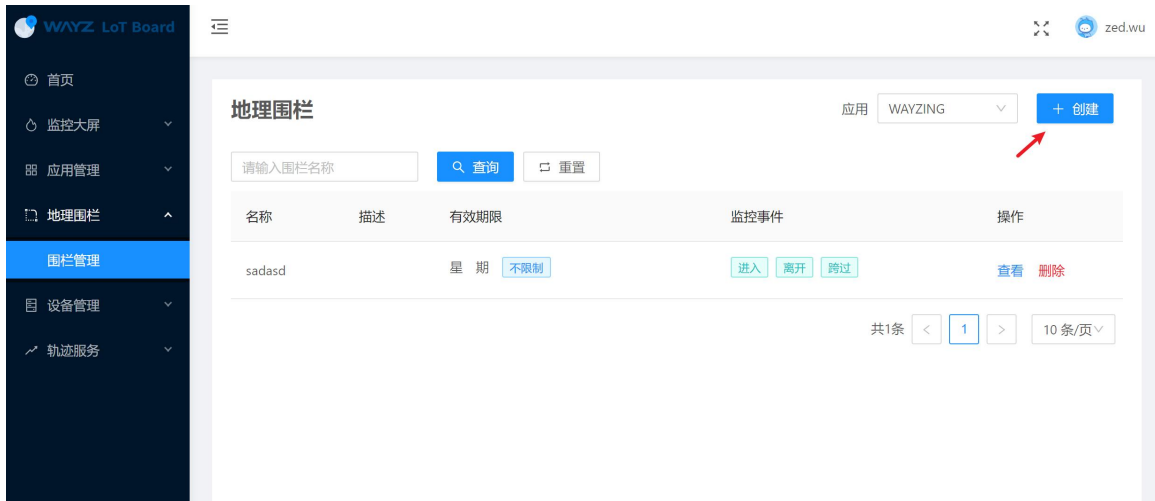 WAYZ LoT Board
zed.wu
首页
监控大屏
应用管理
地理围栏
围栏管理
设备管理
轨迹服务
地理围栏
应用 WAYZING
+ 创建
请输入围栏名称
查询
重置
名称 描述 有效期限 监控事件 操作
sadasd 星 期 不限制 进入 离开 跨过 查看 删除
共1条 < 1 > 10 条/页